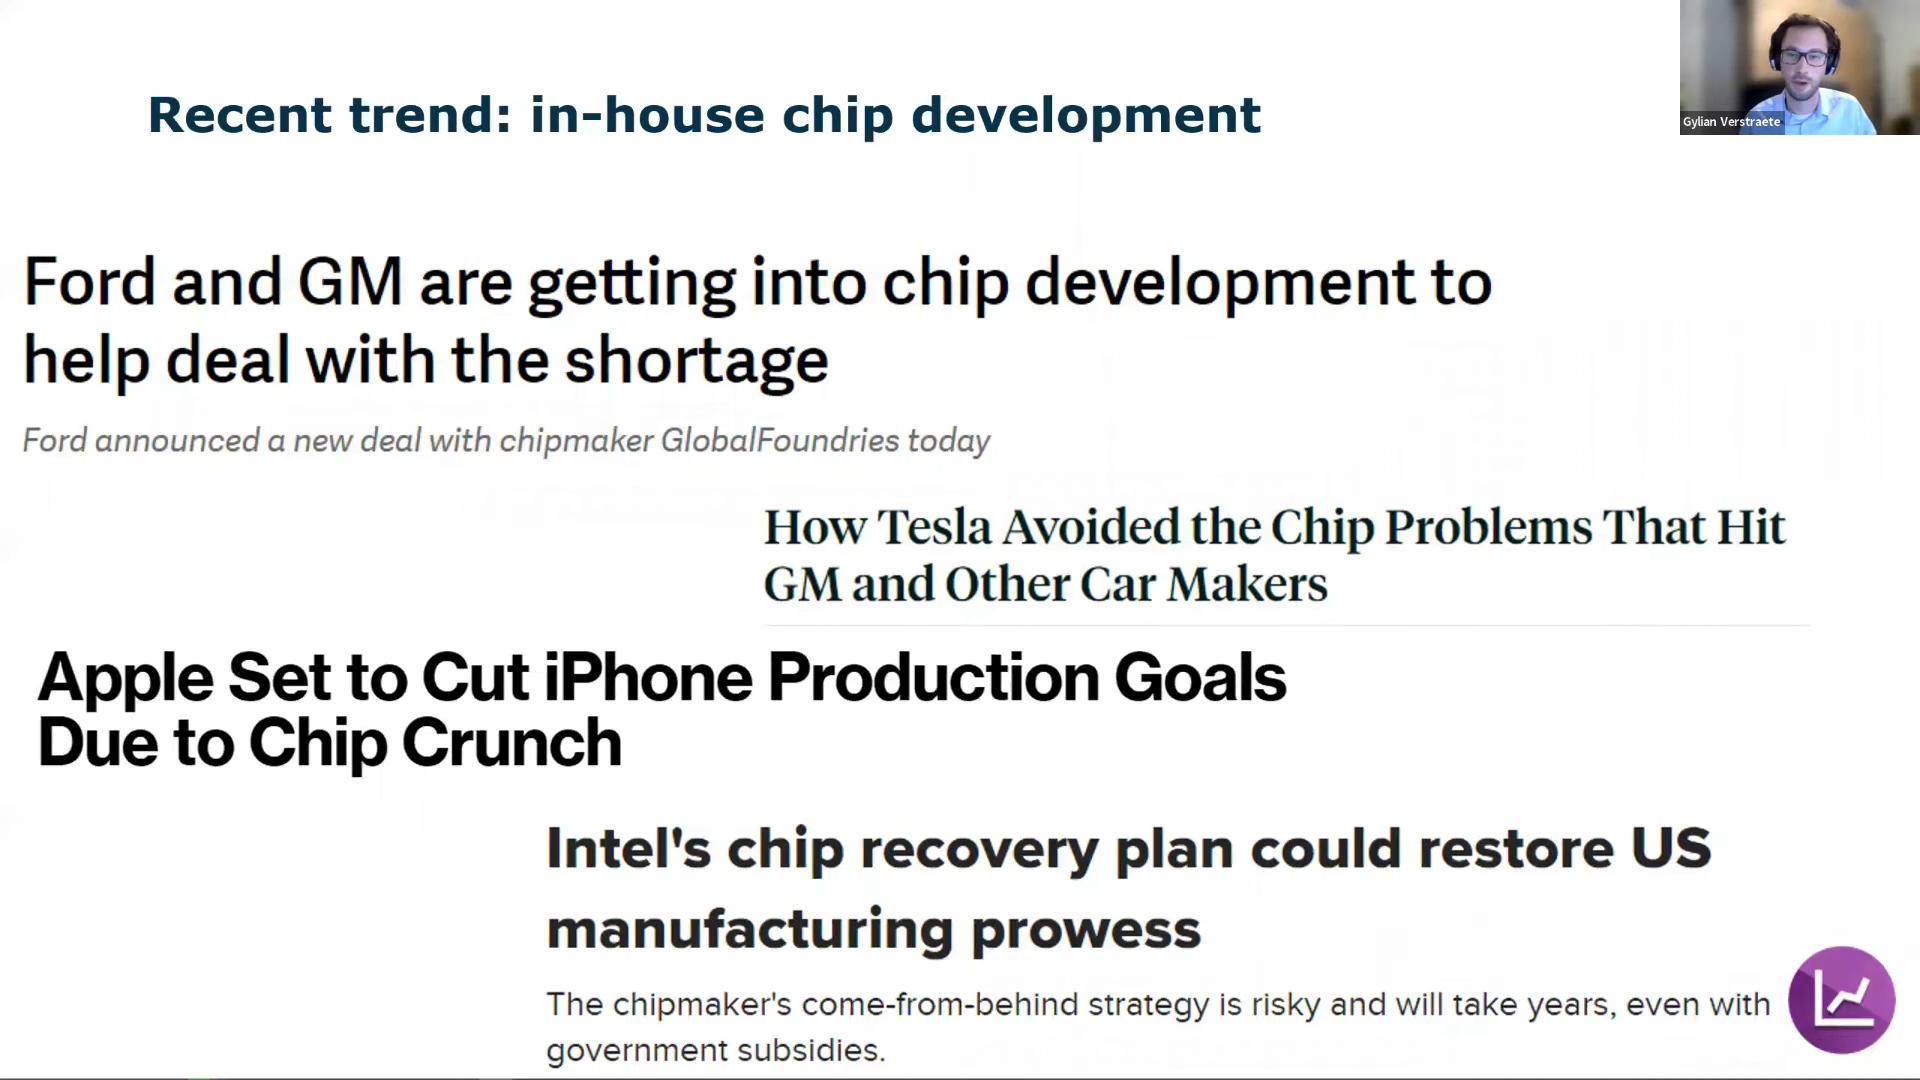 Recent trend: in-house chip development
Gylian Verstraete
Ford and GM are getting into chip development to
help deal with the shortage
Ford announced a new deal with chipmaker GlobalFoundries today
How Tesla Avoided the Chip Problems That Hit
GM and Other Car Makers
Apple Set to Cut iPhone Production Goals
Due to Chip Crunch
Intel's chip recovery plan could restore US
manufacturing prowess
The chipmaker's come-from-behind strategy is risky and will take years, even with
government subsidies.